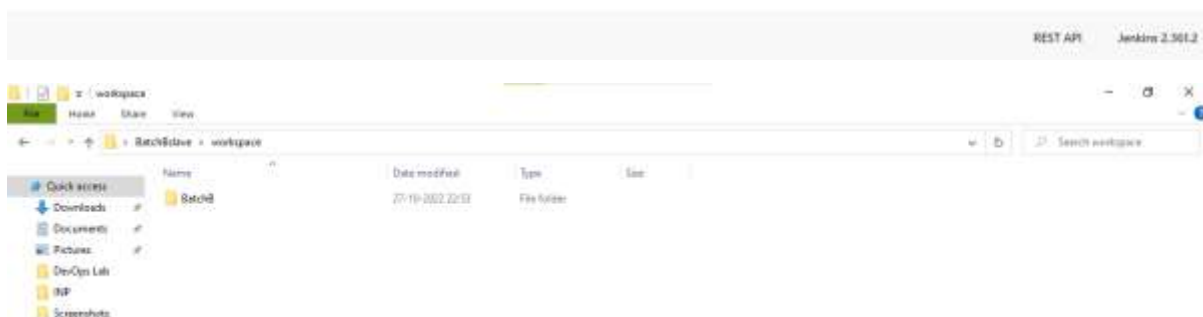 REST API Jenkins 2.361.2
workspace
File Home Share View
BatchBslave > workspace
Search workspace
Name Date modified Type Size
Quick access
BatchB 27-10-2022 22:53 File folder
Downloads
Documents
Pictures
DevOps Lab
INP
Screenshots